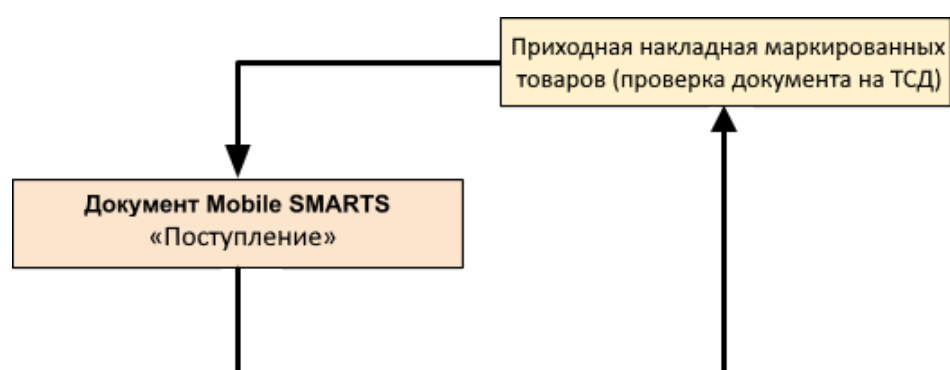 Приходная накладная маркированных
товаров (проверка документа на ТСД)
Документ Mobile SMARTS
«Поступление»